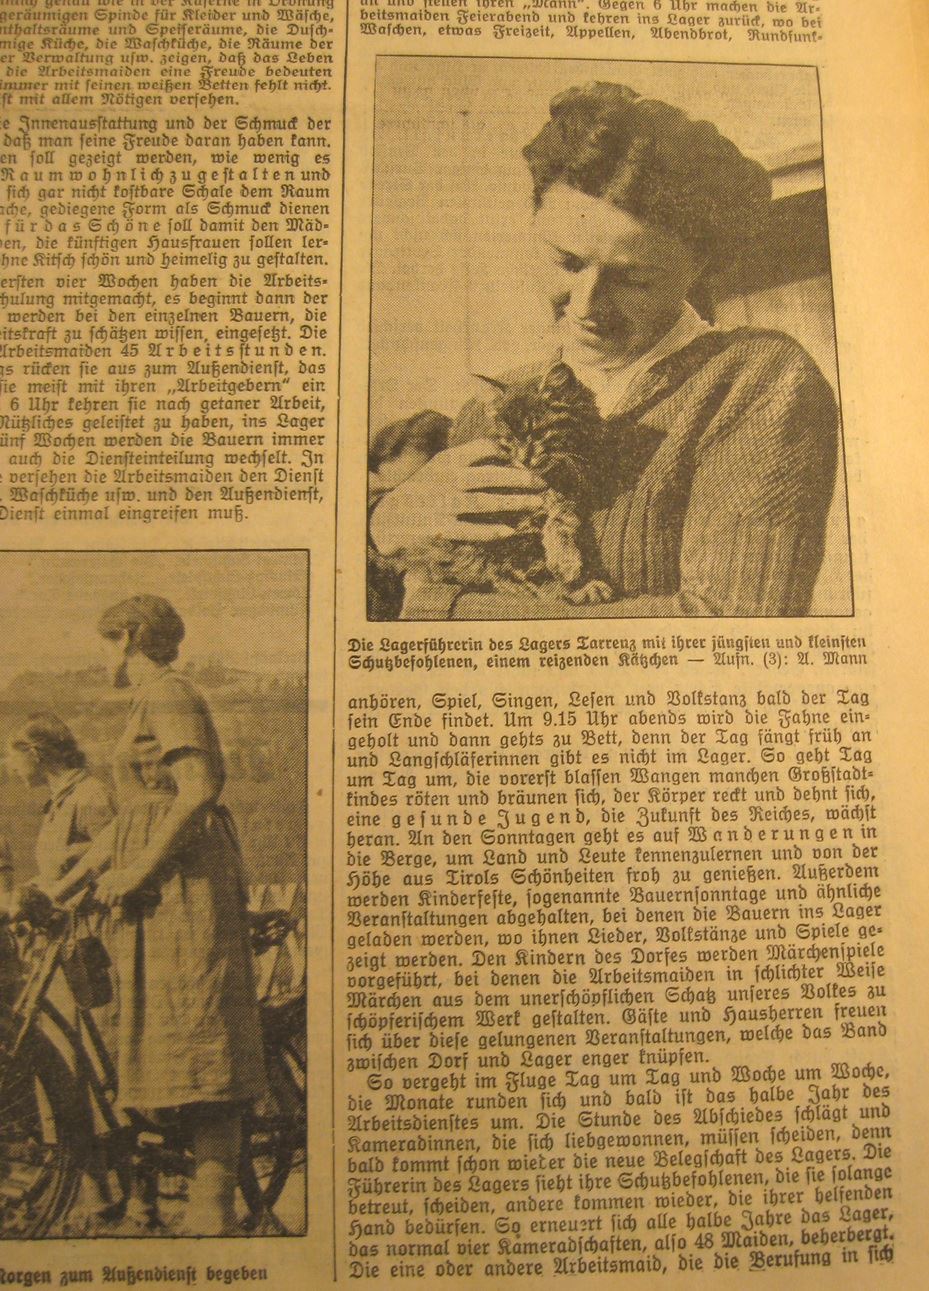 genau wie in der Kaserne in Ordnung
geräumigen Spinde für Kleider und Wäsche,
enthaltsräume und Speiseräume, die Dusch-
mige Küche, die Waschküche, die Räume der
er Verwaltung usw. zeigen, daß das Leben
die Arbeitsmaiden eine Freude bedeuten
immer mit seinen weißen Betten fehlt nicht.
st mit allem Nötigen versehen.
e Innenausstattung und der Schmuck der
daß man seine Freude daran haben kann.
en soll gezeigt werden, wie wenig es
Raum wohnlich zu gestalten und
sich gar nicht kostbare Schale dem Raum
ache, gediegene Form als Schmuck dienen
für das Schöne soll damit den Mäd-
en, die künftigen Hausfrauen sollen ler-
hne Kitsch schön und heimelig zu gestalten.
ersten vier Wochen haben die Arbeits-
hulung mitgemacht, es beginnt dann der
werden bei den einzelnen Bauern, die
eitskraft zu schätzen wissen, eingesetzt. Die
Arbeitsmaiden 45 Arbeitsstunden.
gs rücken sie aus zum Außendienst, das
sie meist mit ihren „Arbeitgebern" ein
6 Uhr kehren sie nach getaner Arbeit,
Nützliches geleistet zu haben, ins Lager
ünf Wochen werden die Bauern immer
auch die Diensteinteilung wechselt. In
e versehen die Arbeitsmaiden den Dienst
. Waschküche usw. und den Außendienst,
Dienst einmal eingreifen muß.
Morgen zum Außendienst begeben
an und freuen ihren „Mann". Gegen 6 Uhr machen die Ar-
beitsmaiden Feierabend und kehren ins Lager zurück, wo bei
Waschen, etwas Freizeit, Appellen, Abendbrot, Rundfunk-
Die Lagerführerin des Lagers Tarrenz mit ihrer jüngsten und kleinsten
Schutzbefohlenen, einem reizenden Kätzchen — Aufn. (3): A. Mann
anhören, Spiel, Singen, Lesen und Volkstanz bald der Tag
sein Ende findet. Um 9.15 Uhr abends wird die Fahne ein-
geholt und dann gehts zu Bett, denn der Tag fängt früh an
und Langschläferinnen gibt es nicht im Lager. So geht Tag
um Tag um, die vorerst blassen Wangen manchen Großstadt-
kindes röten und bräunen sich, der Körper reckt und dehnt sich,
eine gesunde Jugend, die Zukunft des Reiches, wächst
heran. An den Sonntagen geht es auf Wanderungen in
die Berge, um Land und Leute kennenzulernen und von der
Höhe aus Tirols Schönheiten froh zu genießen. Außerdem
werden Kinderfeste, sogenannte Bauernsonntage und ähnliche
Veranstaltungen abgehalten, bei denen die Bauern ins Lager
geladen werden, wo ihnen Lieder, Volkstänze und Spiele ge-
zeigt werden. Den Kindern des Dorfes werden Märchenspiele
vorgeführt, bei denen die Arbeitsmaiden in schlichter Weise
Märchen aus dem unerschöpflichen Schatz unseres Volkes zu
schöpferischem Werk gestalten. Gäste und Hausherren freuen
sich über diese gelungenen Veranstaltungen, welche das Band
zwischen Dorf und Lager enger knüpfen.
So vergeht im Fluge Tag um Tag und Woche um Woche,
die Monate runden sich und bald ist das halbe Jahr des
Arbeitsdienstes um. Die Stunde des Abschiedes schlägt und
Kameradinnen, die sich liebgewonnen, müssen scheiden, denn
bald kommt schon wieder die neue Belegschaft des Lagers. Die
Führerin des Lagers sieht ihre Schutzbefohlenen, die sie solange
betreut, scheiden, andere kommen wieder, die ihrer helfenden
Hand bedürfen. So erneuert sich alle halbe Jahre das Lager,
das normal vier Kameradschaften, also 48 Maiden, beherbergt.
Die eine oder andere Arbeitsmaid, die die Berufung in sich